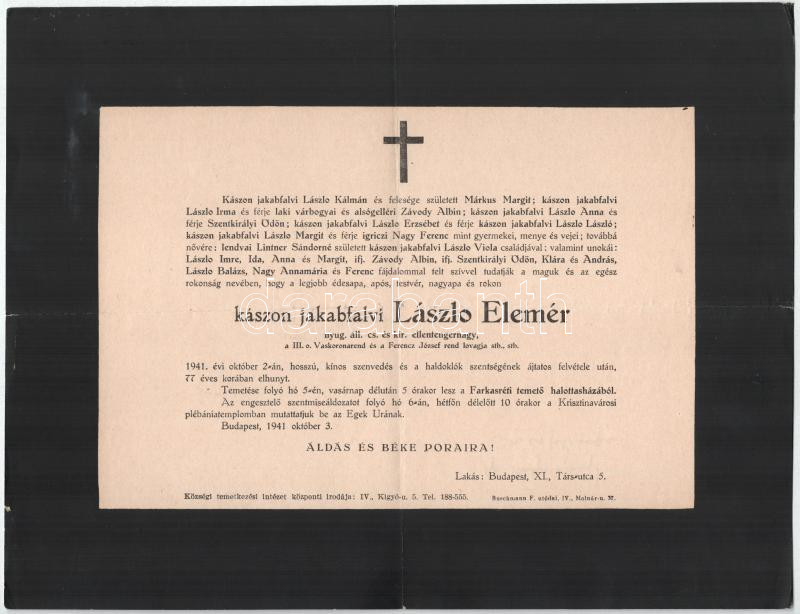 Kászon jakabfalvi László Kálmán és felesége született Márkus Margit; kászon jakabfalvi
László Irma és férje laki várbogyai és alsógelléri Závody Albin; kászon jakabfalvi László Anna és
férje Szentkirályi Ödön; kászon jakabfalvi László Erzsébet és férje kászon jakabfalvi László László;
kászon jakabfalvi László Margit és férje igriczi Nagy Ferenc mint gyermekei, menye és vejei; továbbá
nővére: lendvai Lintner Sándorné született kászon jakabfalvi László Viola családjával: valamint unokái:
László Imre, Ida, Anna és Margit, ifj. Závody Albin, ifj. Szentkirályi Ödön, Klára és András,
László Balázs, Nagy Annamária és Ferenc fájdalommal telt szívvel tudatják a maguk és az egész
rokonság nevében, hogy a legjobb édesapa, após, testvér, nagyapa és rokon
kászon jakabfalvi László Elemér
nyug. áll. cs. és kir. ellentengernagy,
a III. o. Vaskoronarend és a Ferencz József rend lovagja stb., stb.
1941. évi október 2-án, hosszú, kínos szenvedés és a haldoklók szentségének ájtatos felvétele után,
77 éves korában elhunyt.
Temetése folyó hó 5-én, vasárnap délután 5 órakor lesz a Farkasréti temető halottasházából.
Az engesztelő szentmiseáldozatot folyó hó 6-án, hétfőn délelőtt 10 órakor a Krisztinavárosi
plébániatemplomban mutattatjuk be az Egek Urának.
Budapest, 1941 október 3.
ÁLDÁS ÉS BÉKE PORAIRA!
Lakás: Budapest, XI., Társ-utca 5.
Községi temetkezési intézet központi irodája: IV., Kigyó-u. 5. Tel. 188-555.
Buschmann F. utódai, IV., Molnár-u. 37.
darabanth.com